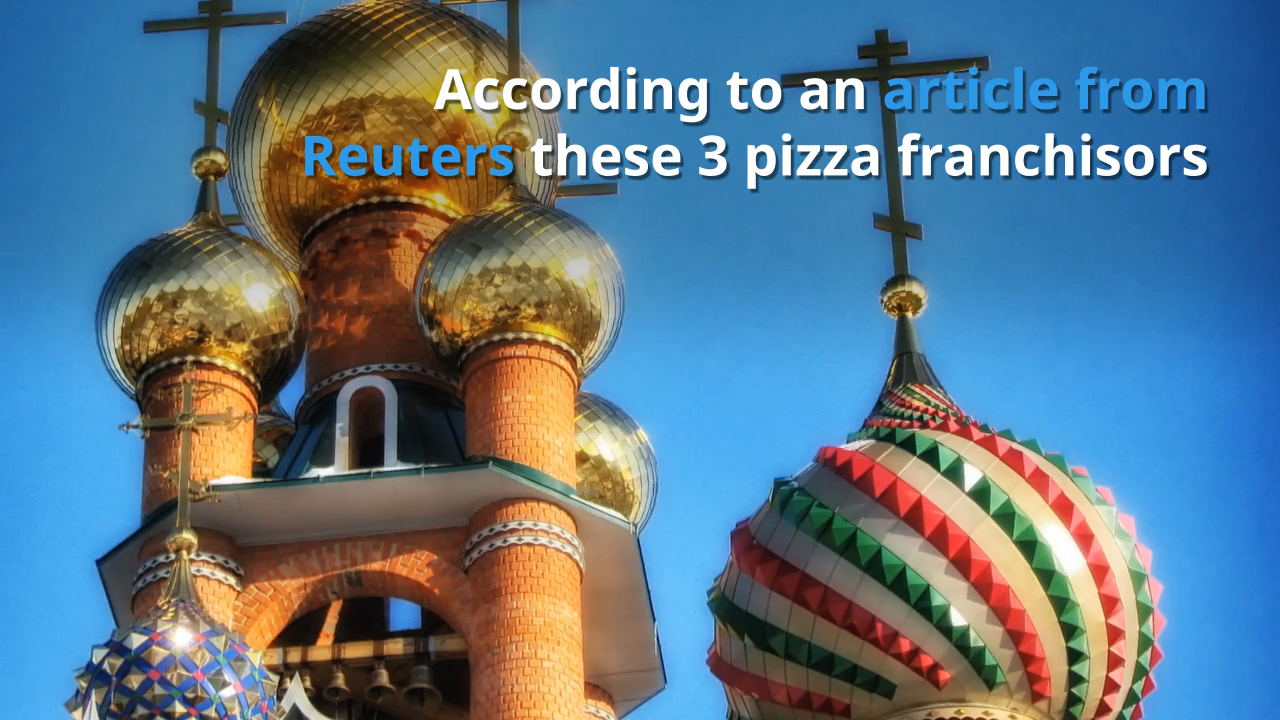 According to an article from
Reuters these 3 pizza franchisors